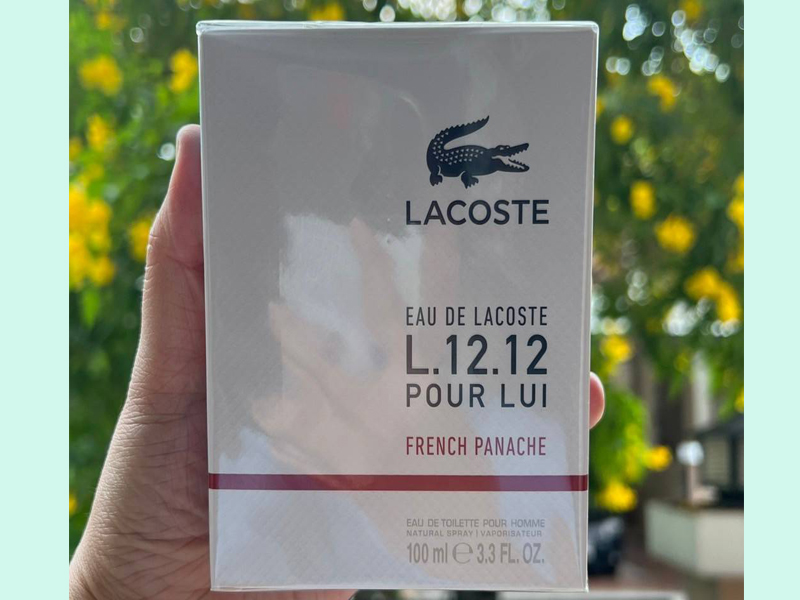 LACOSTE
EAU DE LACOSTE
L.12.12
POUR LUI
FRENCH PANACHE
EAU DE TOILETTE POUR HOMME
NATURAL SPRAY | VAPORISATEUR
100 ml ℮ 3.3 FL. OZ.